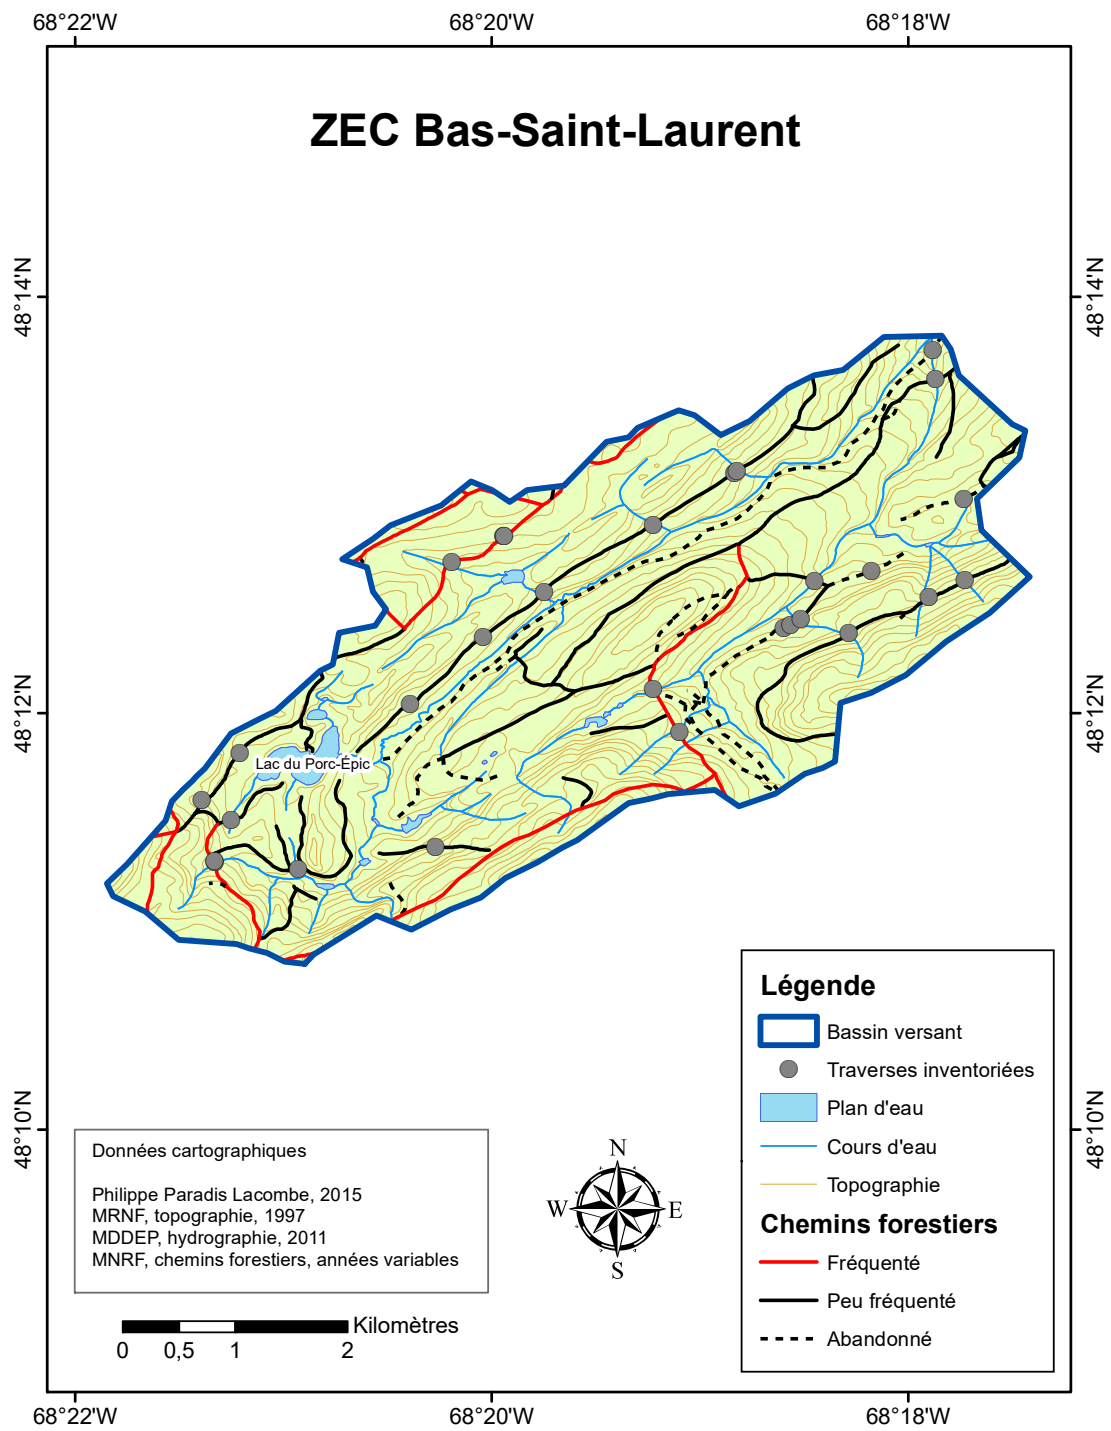 68°22'W 68°20'W 68°18'W
ZEC Bas-Saint-Laurent
48°14'N 48°14'N
48°12'N 48°12'N
Lac du Porc-Épic
48°10'N 48°10'N
Légende
Bassin versant
Traverses inventoriées
Plan d'eau
Cours d'eau
Topographie
Chemins forestiers
Fréquenté
Peu fréquenté
Abandonné
Données cartographiques
Philippe Paradis Lacombe, 2015
MRNF, topographie, 1997
MDDEP, hydrographie, 2011
MNRF, chemins forestiers, années variables
N
W E
S
Kilomètres
0 0,5 1 2
68°22'W 68°20'W 68°18'W